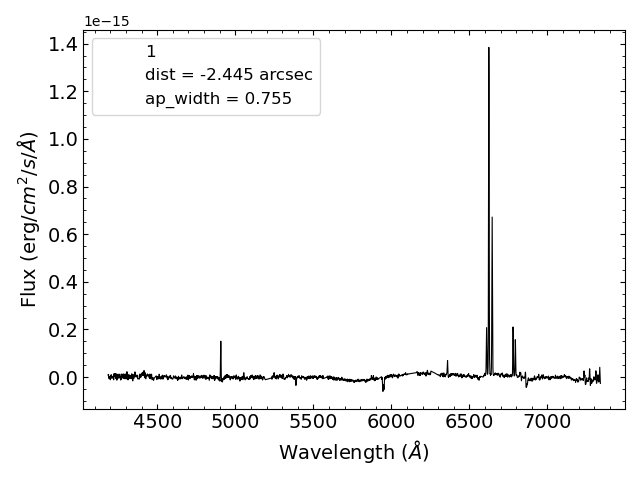 1e−15
1
dist = -2.445 arcsec
ap_width = 0.755
1.4
1.2
1.0
0.8
0.6
0.4
0.2
0.0
Flux (erg/cm²/s/Å)
4500 5000 5500 6000 6500 7000
Wavelength (Å)